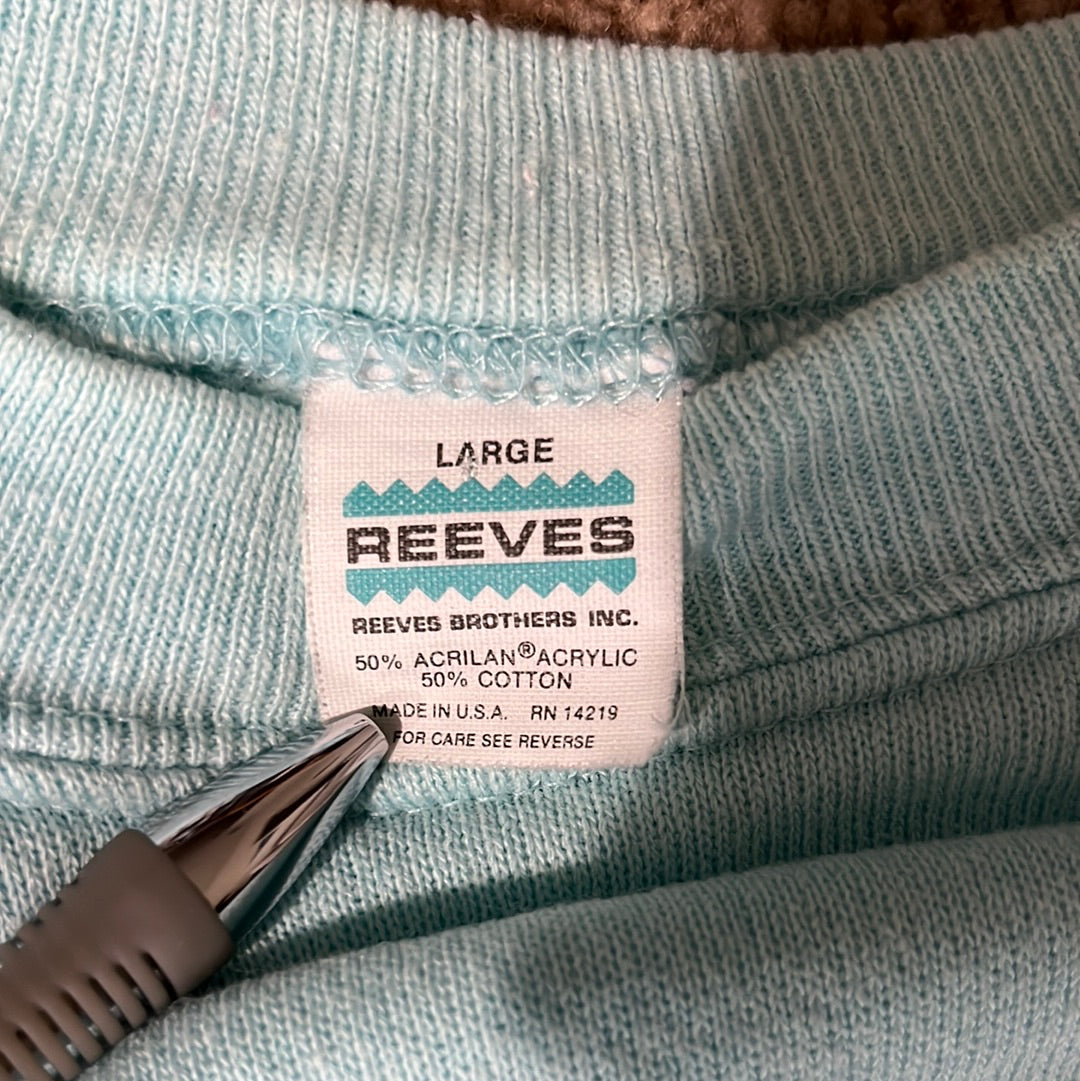 LARGE
REEVES
REEVES BROTHERS INC.
50% ACRILAN® ACRYLIC
50% COTTON
MADE IN U.S.A. RN 14219
FOR CARE SEE REVERSE